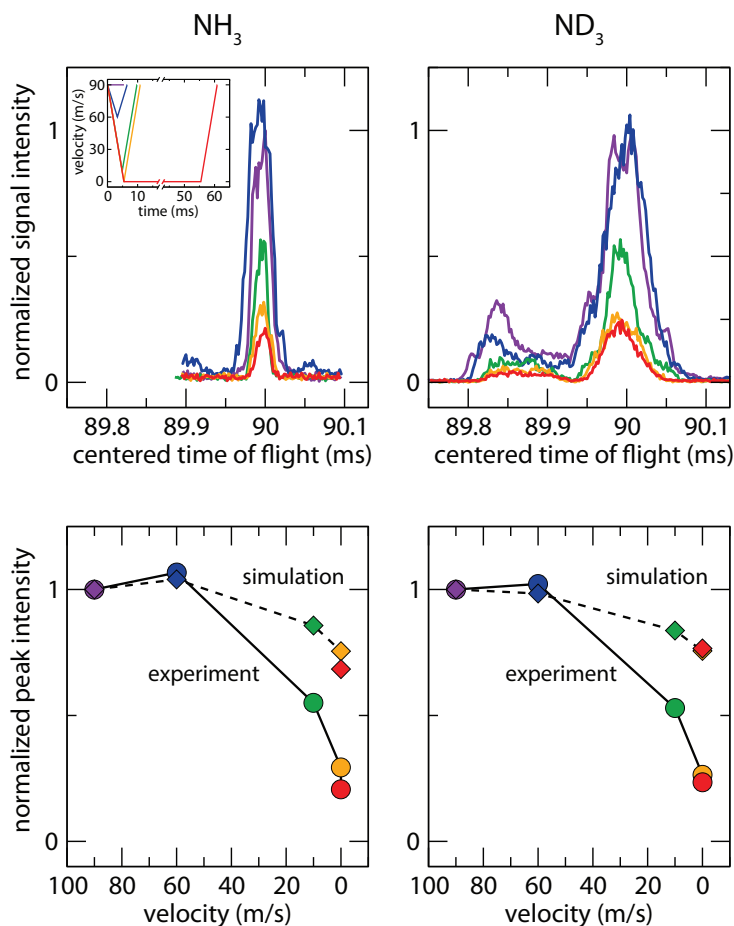 NH3
ND3
normalized signal intensity
1
0
velocity (m/s)
90
60
30
0
0 10 50 60
time (ms)
89.8 89.9 90 90.1
centered time of flight (ms)
1
0
89.8 89.9 90 90.1
centered time of flight (ms)
normalized peak intensity
1
0
simulation
experiment
100 80 60 40 20 0
velocity (m/s)
1
0
simulation
experiment
100 80 60 40 20 0
velocity (m/s)